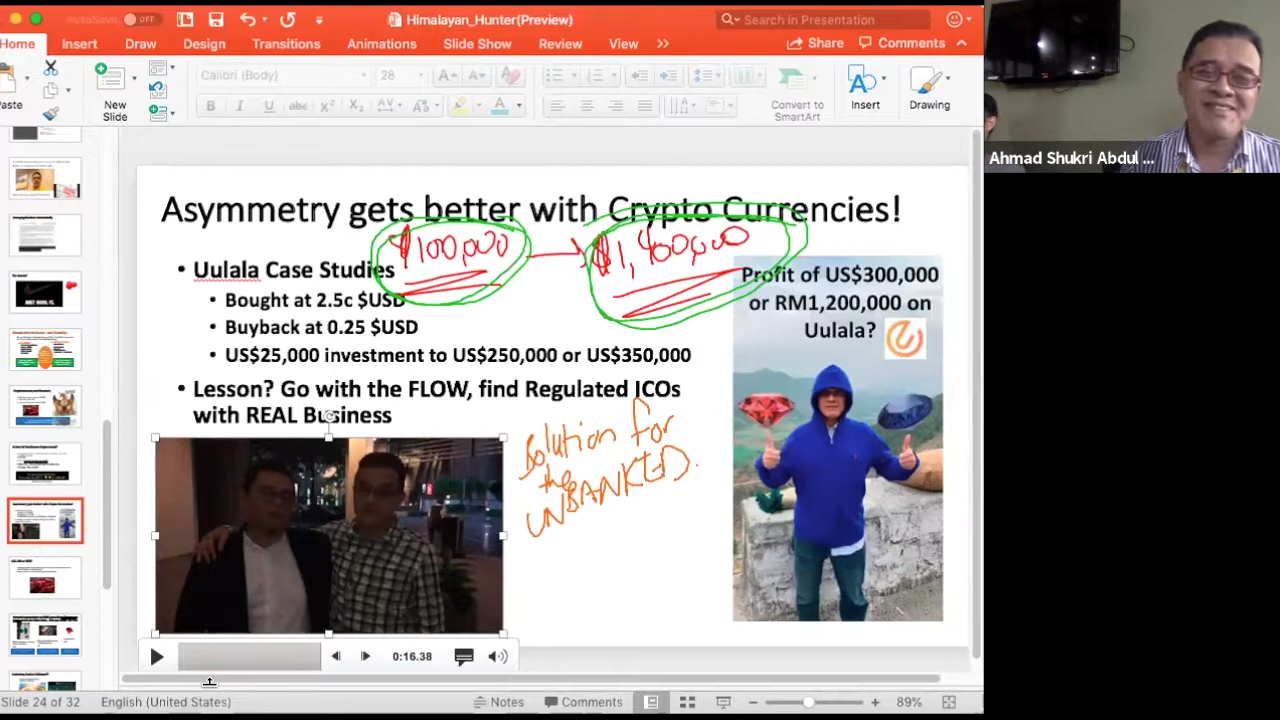 AutoSave OFF
Himalayan_Hunter(Preview)
Search in Presentation
Home Insert Draw Design Transitions Animations Slide Show Review View
Share Comments
Paste
New
Slide
Calibri (Body) 28
Convert to
SmartArt
Insert
Drawing
Asymmetry gets better with Crypto Currencies!
$100,000 → $1,400,000
• Uulala Case Studies
• Bought at 2.5c $USD
• Buyback at 0.25 $USD
• US$25,000 investment to US$250,000 or US$350,000
• Lesson? Go with the FLOW, find Regulated ICOs
with REAL Business
Solution for
the
UNBANKED.
Profit of US$300,000
or RM1,200,000 on
Uulala?
0:16.38
Slide 24 of 32 English (United States) Notes Comments 89%
Ahmad Shukri Abdul ...